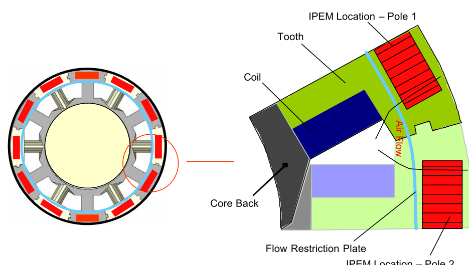 IPEM Location – Pole 1
Tooth
Coil
Air Flow
Core Back
Flow Restriction Plate
IPEM Location – Pole 2